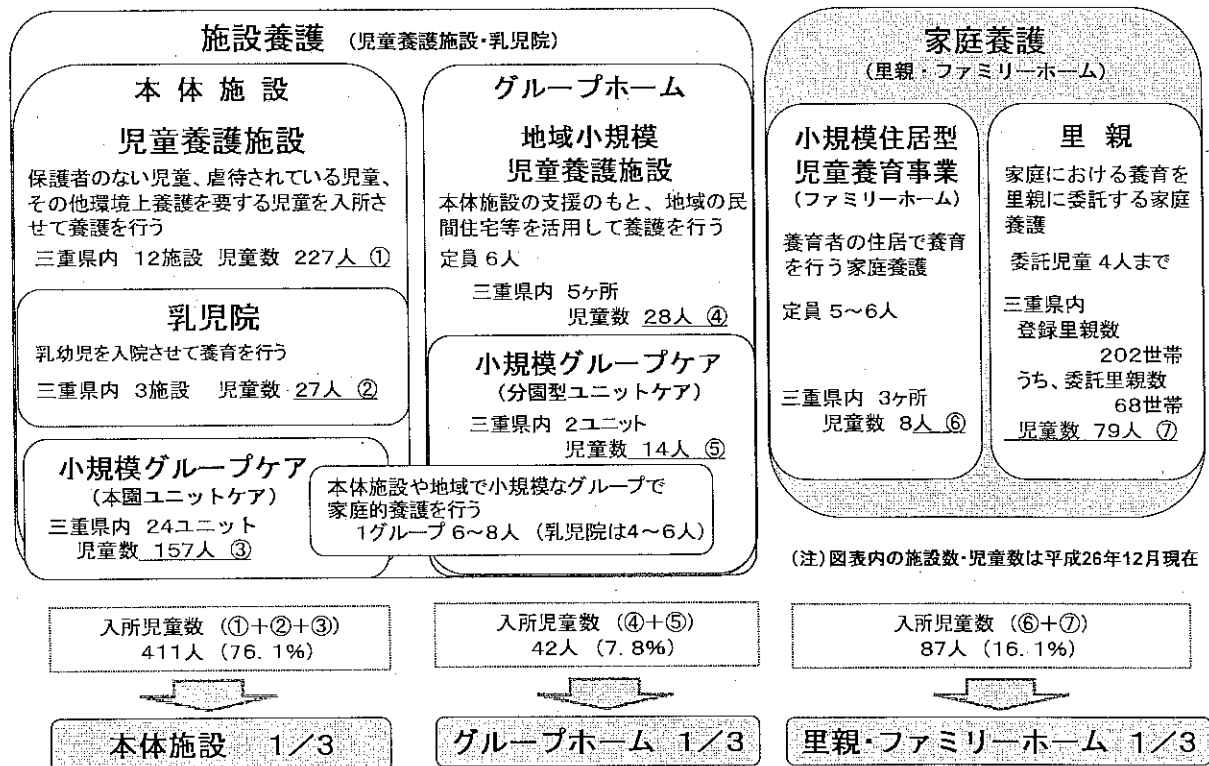 施設養護 (児童養護施設・乳児院)
本体施設
児童養護施設
保護者のない児童、虐待されている児童、
その他環境上養護を要する児童を入所さ
せて養護を行う
三重県内 12施設 児童数 227人 ①
乳児院
乳幼児を入院させて養育を行う
三重県内 3施設 児童数 27人 ②
小規模グループケア
(本園ユニットケア)
三重県内 24ユニット
児童数 157人 ③
グループホーム
地域小規模
児童養護施設
本体施設の支援のもと、地域の民
間住宅等を活用して養護を行う
定員 6人
三重県内 5ヶ所
児童数 28人 ④
小規模グループケア
(分園型ユニットケア)
三重県内 2ユニット
児童数 14人 ⑤
本体施設や地域で小規模なグループで
家庭的養護を行う
1グループ 6~8人 (乳児院は4~6人)
家庭養護
(里親・ファミリーホーム)
小規模住居型
児童養育事業
(ファミリーホーム)
養育者の住居で養育
を行う家庭養護
定員 5~6人
三重県内 3ヶ所
児童数 8人 ⑥
里親
家庭における養育を
里親に委託する家庭
養護
委託児童 4人まで
三重県内
登録里親数
202世帯
うち、委託里親数
68世帯
児童数 79人 ⑦
(注)図表内の施設数・児童数は平成26年12月現在
入所児童数 (①+②+③)
411人 (76.1%)
入所児童数 (④+⑤)
42人 (7.8%)
入所児童数 (⑥+⑦)
87人 (16.1%)
本体施設 1/3
グループホーム 1/3
里親・ファミリーホーム 1/3